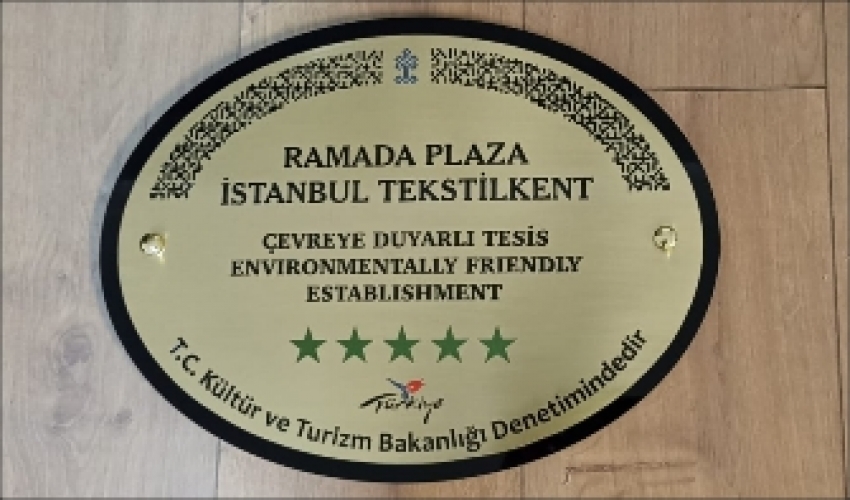 RAMADA PLAZA
İSTANBUL TEKSTİLKENT
ÇEVREYE DUYARLI TESİS
ENVIRONMENTALLY FRIENDLY
ESTABLISHMENT
Türkiye
T.C. Kültür ve Turizm Bakanlığı Denetimindedir